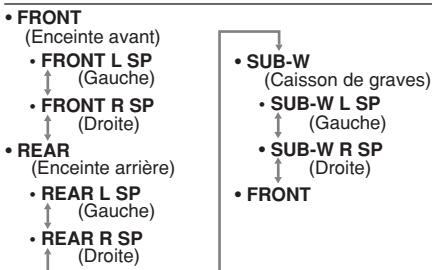 • FRONT
(Enceinte avant)
• FRONT L SP
(Gauche)
• FRONT R SP
(Droite)
• REAR
(Enceinte arrière)
• REAR L SP
(Gauche)
• REAR R SP
(Droite)
• SUB-W
(Caisson de graves)
• SUB-W L SP
(Gauche)
• SUB-W R SP
(Droite)
• FRONT